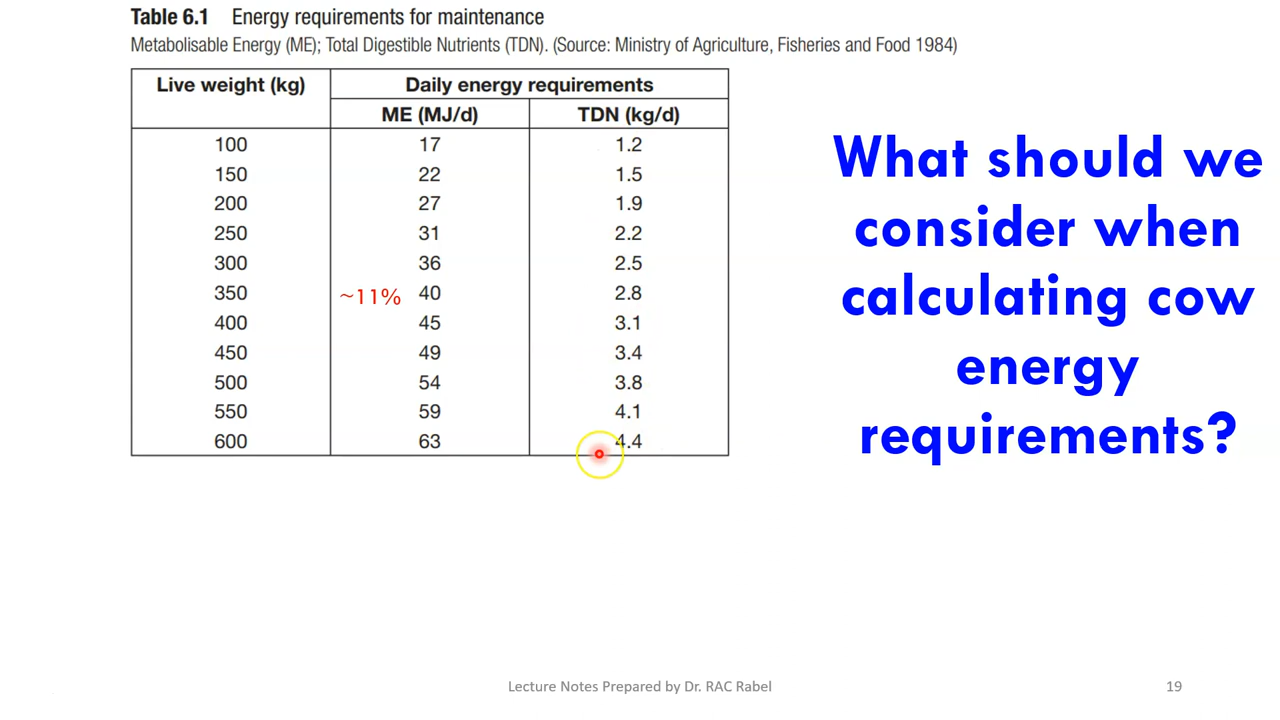 Table 6.1 Energy requirements for maintenance
Metabolisable Energy (ME); Total Digestible Nutrients (TDN). (Source: Ministry of Agriculture, Fisheries and Food 1984)
Live weight (kg) Daily energy requirements
ME (MJ/d) TDN (kg/d)
100 17 1.2
150 22 1.5
200 27 1.9
250 31 2.2
300 36 2.5
350 ~11% 40 2.8
400 45 3.1
450 49 3.4
500 54 3.8
550 59 4.1
600 63 4.4
What should we
consider when
calculating cow
energy
requirements?
Lecture Notes Prepared by Dr. RAC Rabel 19